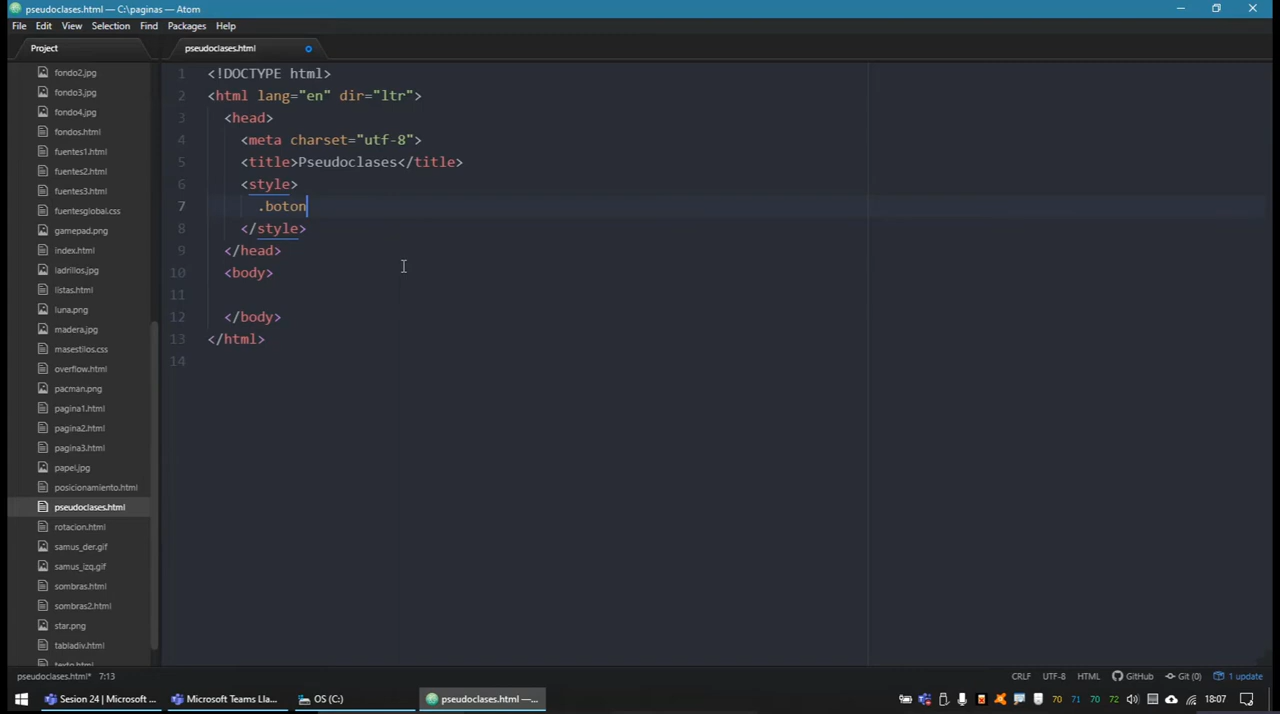 pseudoclases.html — C:\paginas — Atom
File Edit View Selection Find Packages Help
Project
pseudoclases.html
fondo2.jpg
fondo3.jpg
fondo4.jpg
fondos.html
fuentes1.html
fuentes2.html
fuentes3.html
fuentesglobal.css
gamepad.png
index.html
ladrillos.jpg
listas.html
luna.png
madera.jpg
masestilos.css
overflow.html
pacman.png
pagina1.html
pagina2.html
pagina3.html
papel.jpg
posicionamiento.html
pseudoclases.html
rotacion.html
samus_der.gif
samus_izq.gif
sombras.html
sombras2.html
star.png
tabladiv.html
texto.html
1 <!DOCTYPE html>
2 <html lang="en" dir="ltr">
3 <head>
4 <meta charset="utf-8">
5 <title>Pseudoclases</title>
6 <style>
7 .boton
8 </style>
9 </head>
10 <body>
11
12 </body>
13 </html>
14
pseudoclases.html* 7:13 CRLF UTF-8 HTML GitHub Git (0) 1 update
Sesion 24 | Microsoft ... Microsoft Teams Lla... OS (C:) pseudoclases.html —... 70 71 70 72 18:07